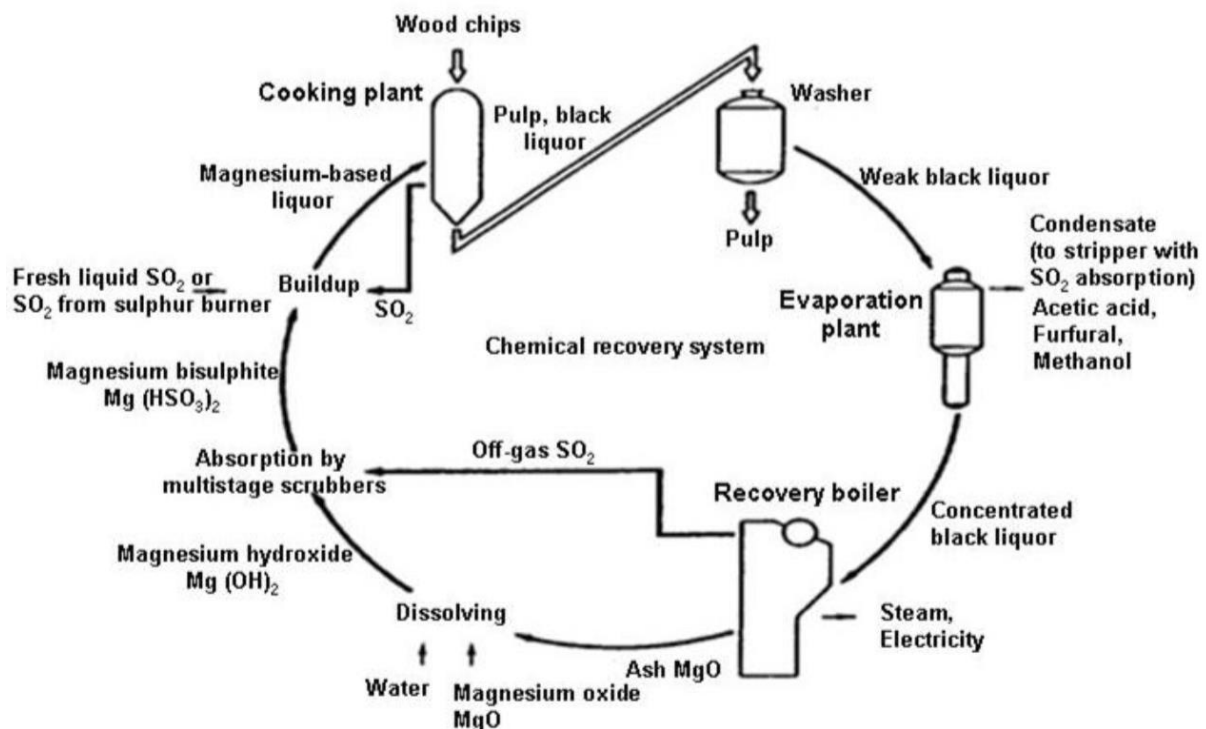 Wood chips
Cooking plant
Pulp, black
liquor
Washer
Magnesium-based
liquor
Weak black liquor
Pulp
Condensate
(to stripper with
SO₂ absorption)
Acetic acid,
Furfural,
Methanol
Fresh liquid SO₂ or
SO₂ from sulphur burner
Buildup
SO₂
Evaporation
plant
Chemical recovery system
Magnesium bisulphite
Mg (HSO₃)₂
Off-gas SO₂
Absorption by
multistage scrubbers
Recovery boiler
Concentrated
black liquor
Magnesium hydroxide
Mg (OH)₂
Dissolving
Steam,
Electricity
Ash MgO
Water
Magnesium oxide
MgO